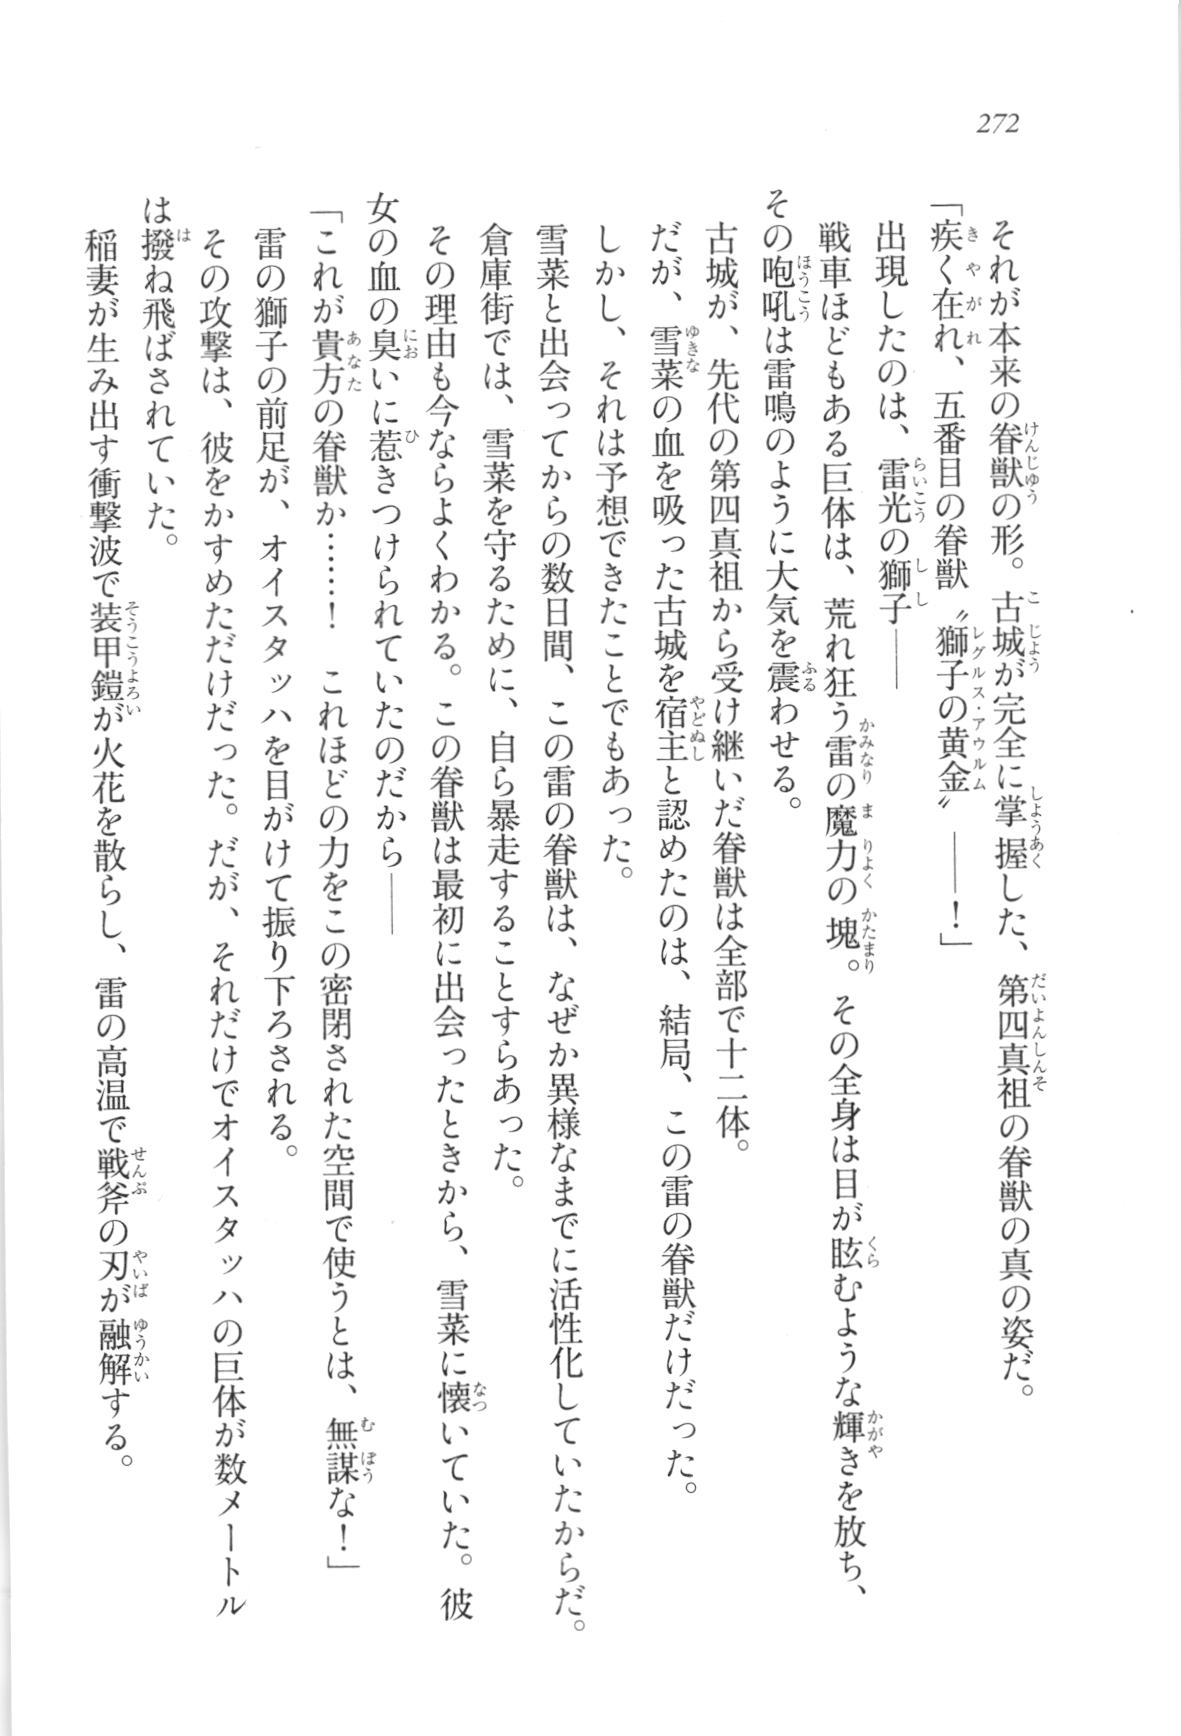 272
それが本来の眷獣の形。古城が完全に掌握した、第四真祖の眷獣の真の姿だ。
「疾く在れ、五番目の眷獣〝獅子の黄金〟――！」
出現したのは、雷光の獅子――
戦車ほどもある巨体は、荒れ狂う雷の魔力の塊。その全身は目が眩むような輝きを放ち、
その咆吼は雷鳴のように大気を震わせる。
古城が、先代の第四真祖から受け継いだ眷獣は全部で十二体。
だが、雪菜の血を吸った古城を宿主と認めたのは、結局、この雷の眷獣だけだった。
しかし、それは予想できたことでもあった。
雪菜と出会ってからの数日間、この雷の眷獣は、なぜか異様なまでに活性化していたからだ。
倉庫街では、雪菜を守るために、自ら暴走することすらあった。
その理由も今ならよくわかる。この眷獣は最初に出会ったときから、雪菜に懐いていた。彼
女の血の臭いに惹きつけられていたのだから――
「これが貴方の眷獣か……！　これほどの力をこの密閉された空間で使うとは、無謀な！」
雷の獅子の前足が、オイスタッハを目がけて振り下ろされる。
その攻撃は、彼をかすめただけだった。だが、それだけでオイスタッハの巨体が数メートル
は撥ね飛ばされていた。
稲妻が生み出す衝撃波で装甲鎧が火花を散らし、雷の高温で戦斧の刃が融解する。